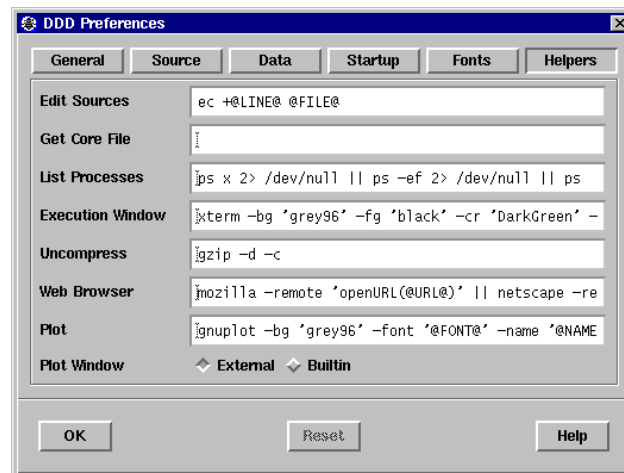 DDD Preferences
General Source Data Startup Fonts Helpers
Edit Sources ec +@LINE@ @FILE@
Get Core File
List Processes ps x 2> /dev/null || ps -ef 2> /dev/null || ps
Execution Window xterm -bg 'grey96' -fg 'black' -cr 'DarkGreen' -
Uncompress gzip -d -c
Web Browser mozilla -remote 'openURL(@URL@)' || netscape -re
Plot gnuplot -bg 'grey96' -font '@FONT@' -name '@NAME
Plot Window External Builtin
OK Reset Help